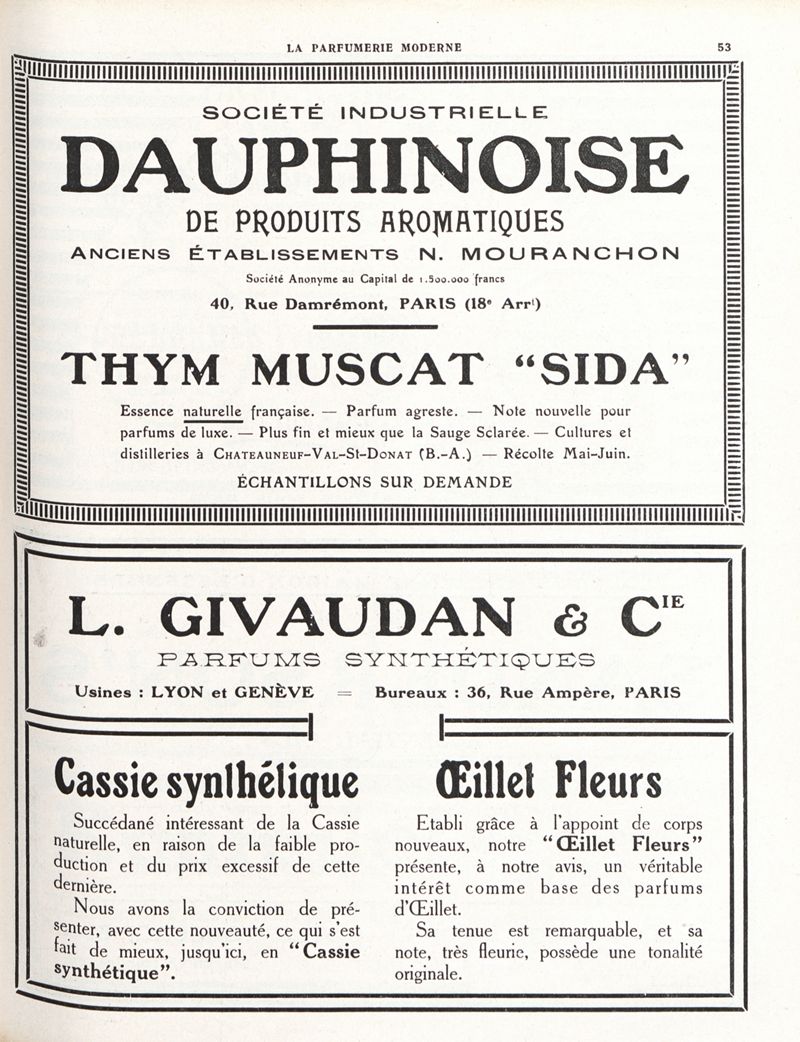 LA PARFUMERIE MODERNE 53
SOCIÉTÉ INDUSTRIELLE
DAUPHINOISE
DE PRODUITS AROMATIQUES
ANCIENS ÉTABLISSEMENTS N. MOURANCHON
Société Anonyme au Capital de 1.500.000 francs
40, Rue Damrémont, PARIS (18e Arrt)
THYM MUSCAT “SIDA”
Essence naturelle française. — Parfum agreste. — Note nouvelle pour
parfums de luxe. — Plus fin et mieux que la Sauge Sclarée. — Cultures et
distilleries à CHATEAUNEUF-VAL-St-DONAT (B.-A.) — Récolte Mai-Juin.
ÉCHANTILLONS SUR DEMANDE
L. GIVAUDAN & CIE
PARFUMS SYNTHÉTIQUES
Usines : LYON et GENÈVE = Bureaux : 36, Rue Ampère, PARIS
Cassie synthétique
Succédané intéressant de la Cassie
naturelle, en raison de la faible pro-
duction et du prix excessif de cette
dernière.
Nous avons la conviction de pré-
senter, avec cette nouveauté, ce qui s'est
fait de mieux, jusqu'ici, en “Cassie
synthétique”.
Œillet Fleurs
Etabli grâce à l'appoint de corps
nouveaux, notre “Œillet Fleurs”
présente, à notre avis, un véritable
intérêt comme base des parfums
d'Œillet.
Sa tenue est remarquable, et sa
note, très fleurie, possède une tonalité
originale.